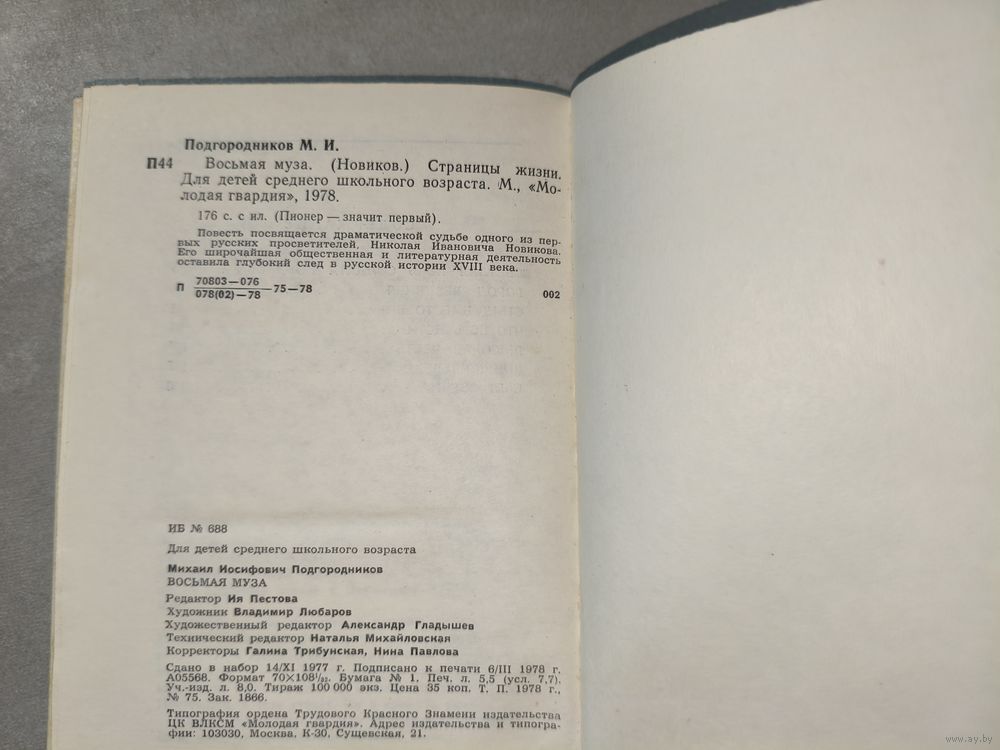 Подгородников М. И.
П44 Восьмая муза. (Новиков.) Страницы жизни.
Для детей среднего школьного возраста. М., «Мо-
лодая гвардия», 1978.
176 с. с ил. (Пионер — значит первый).
Повесть посвящается драматической судьбе одного из пер-
вых русских просветителей, Николая Ивановича Новикова.
Его широчайшая общественная и литературная деятельность
оставила глубокий след в русской истории XVIII века.
П 70803—076
078(02)—78 75—78 002
ИБ № 688
Для детей среднего школьного возраста
Михаил Иосифович Подгородников
ВОСЬМАЯ МУЗА
Редактор Ия Пестова
Художник Владимир Любаров
Художественный редактор Александр Гладышев
Технический редактор Наталья Михайловская
Корректоры Галина Трибунская, Нина Павлова
Сдано в набор 14/XI 1977 г. Подписано к печати 6/III 1978 г.
А05568. Формат 70×108¹/₃₂. Бумага № 1. Печ. л. 5,5 (усл. 7,7).
Уч.-изд. л. 8,0. Тираж 100 000 экз. Цена 35 коп. Т. П. 1978 г.,
№ 75. Зак. 1866.
Типография ордена Трудового Красного Знамени издательства
ЦК ВЛКСМ «Молодая гвардия». Адрес издательства и типогра-
фии: 103030, Москва, К-30, Сущевская, 21.
www.ay.by